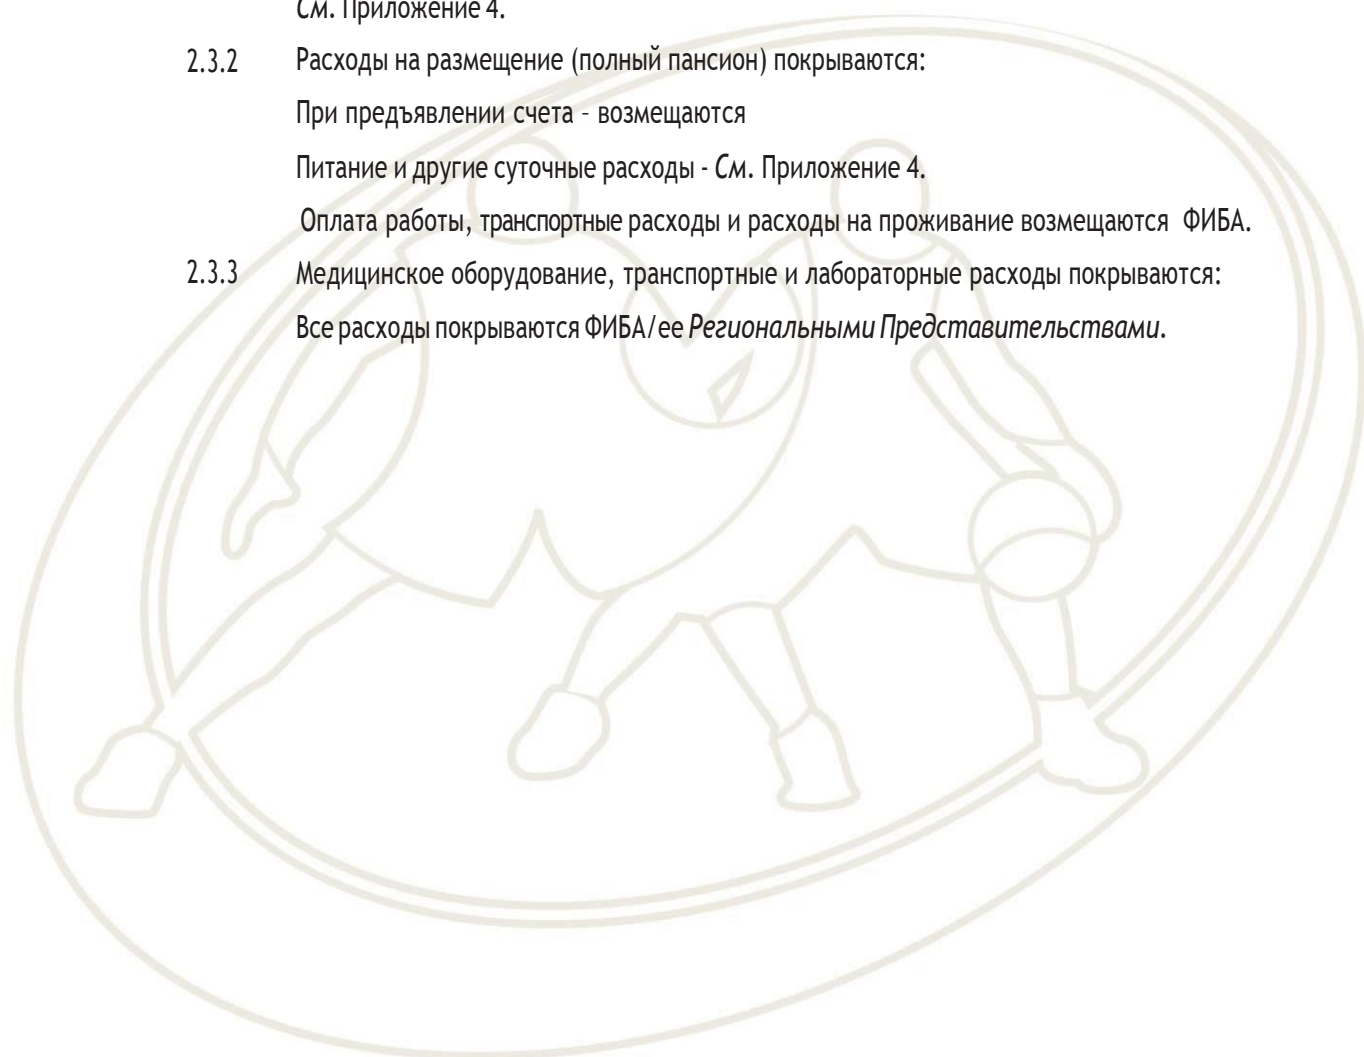 См. Приложение 4.
2.3.2 Расходы на размещение (полный пансион) покрываются:
При предъявлении счета – возмещаются
Питание и другие суточные расходы - См. Приложение 4.
Оплата работы, транспортные расходы и расходы на проживание возмещаются ФИБА.
2.3.3 Медицинское оборудование, транспортные и лабораторные расходы покрываются:
Все расходы покрываются ФИБА/ее Региональными Представительствами.